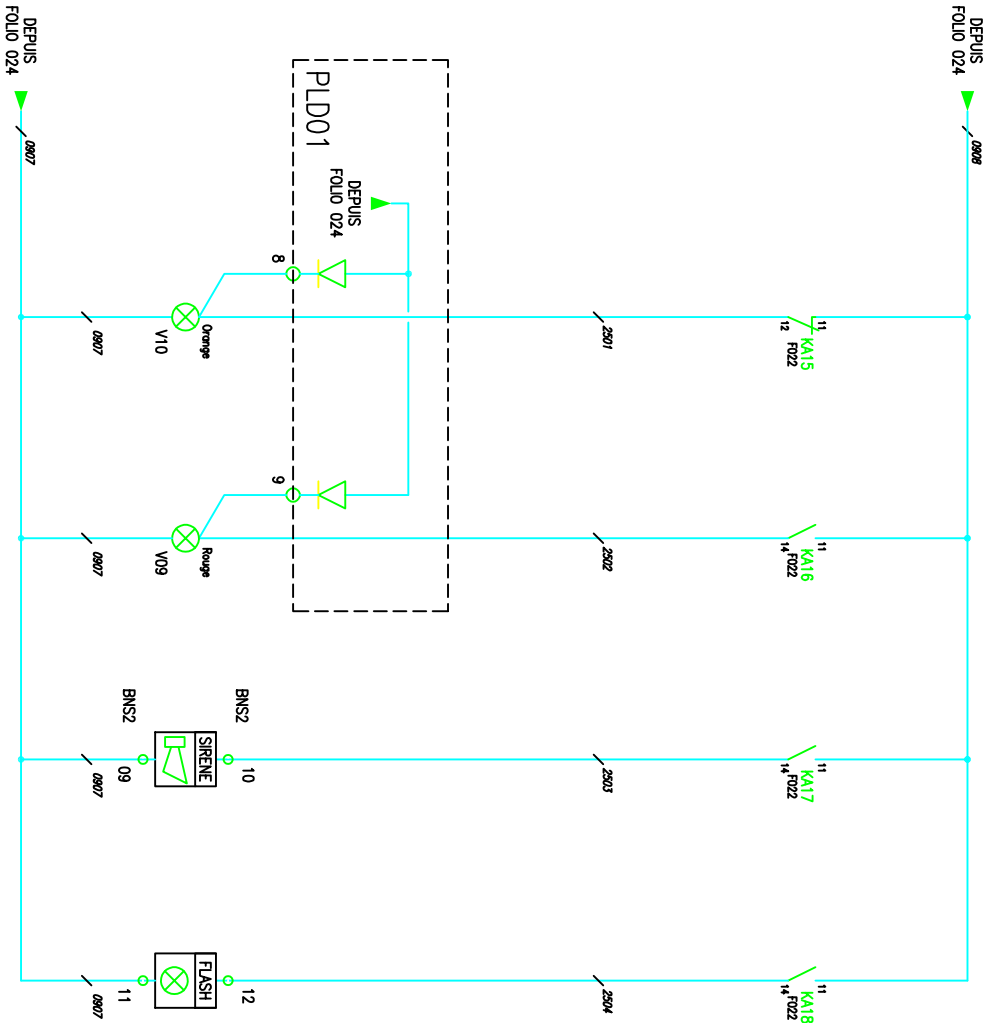 DEPUIS
FOLIO 024
0908
11
KA15
12
F022
11
KA16
14
F022
11
KA17
14
F022
11
KA18
14
F022
2501
2502
2503
2504
PLD01
DEPUIS
FOLIO 024
8
9
Orange
V10
Rouge
V09
BNS2
10
SIRENE
BNS2
09
12
FLASH
11
DEPUIS
FOLIO 024
0907
0907
0907
0907
0907